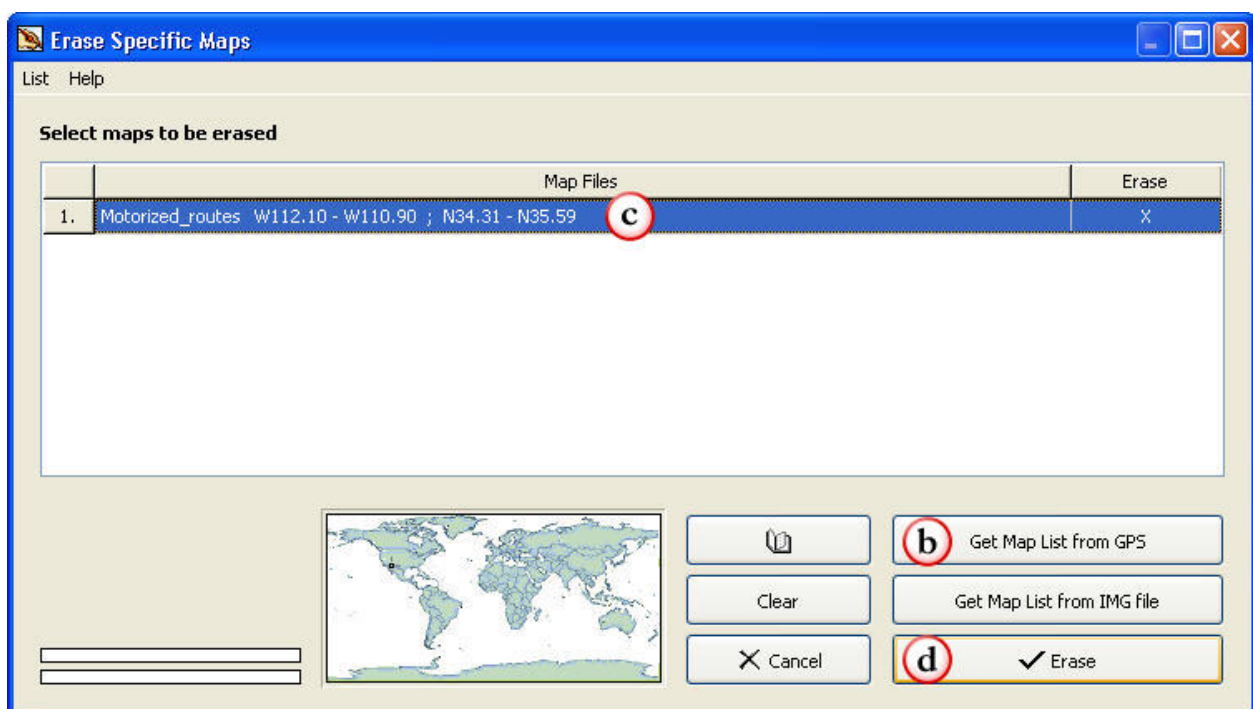 Erase Specific Maps
List Help
Select maps to be erased
Map Files Erase
1. Motorized_routes W112.10 - W110.90 ; N34.31 - N35.59 c X
b Get Map List from GPS
Clear Get Map List from IMG file
Cancel d Erase